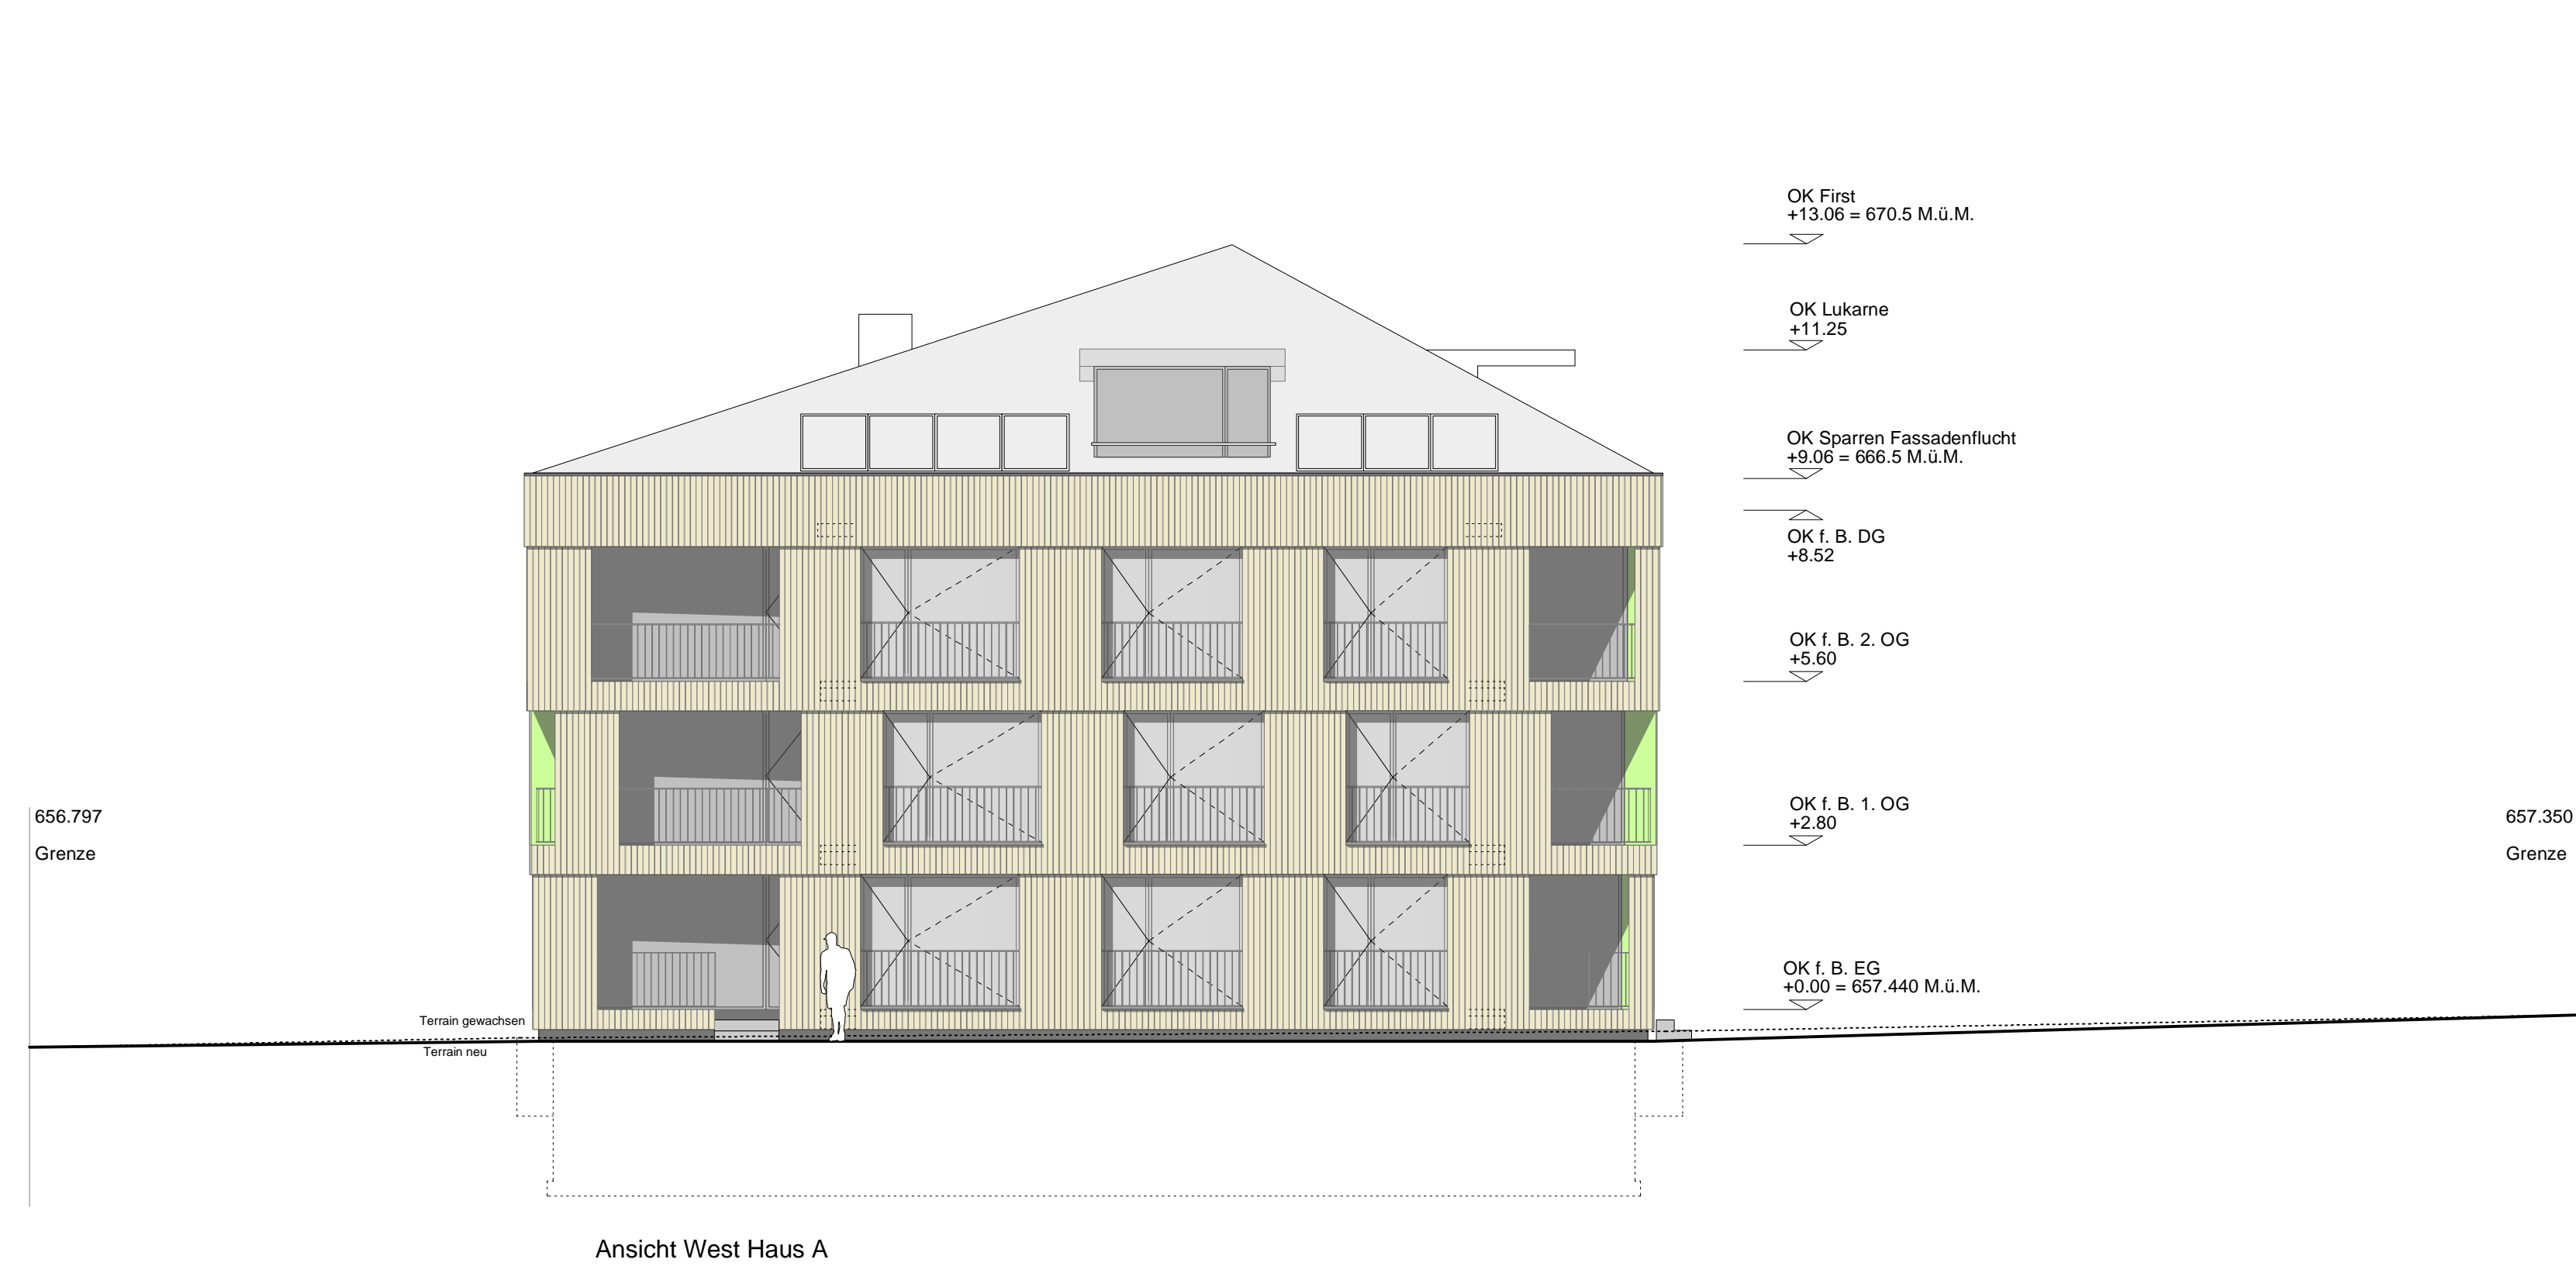 OK First
+13.06 = 670.5 M.ü.M.
OK Lukarne
+11.25
OK Sparren Fassadenflucht
+9.06 = 666.5 M.ü.M.
OK f. B. DG
+8.52
OK f. B. 2. OG
+5.60
656.797
Grenze
OK f. B. 1. OG
+2.80
657.350
Grenze
OK f. B. EG
+0.00 = 657.440 M.ü.M.
Terrain gewachsen
Terrain neu
Ansicht West Haus A